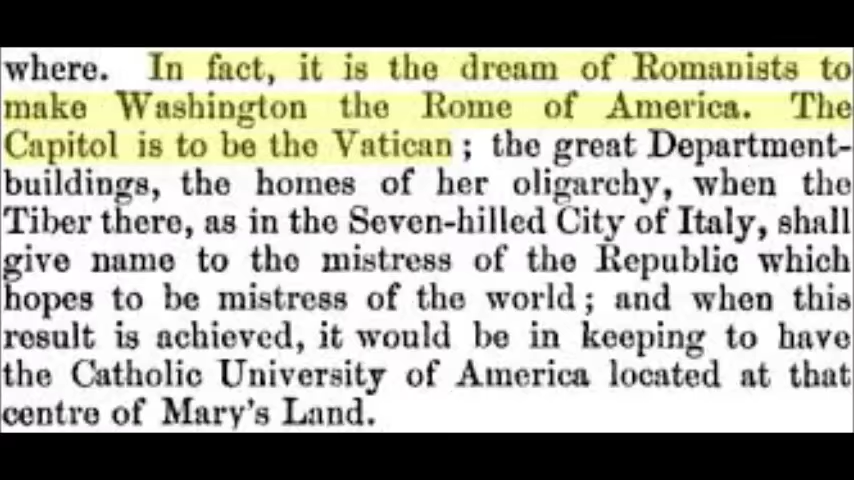 where. In fact, it is the dream of Romanists to
make Washington the Rome of America. The
Capitol is to be the Vatican ; the great Department-
buildings, the homes of her oligarchy, when the
Tiber there, as in the Seven-hilled City of Italy, shall
give name to the mistress of the Republic which
hopes to be mistress of the world ; and when this
result is achieved, it would be in keeping to have
the Catholic University of America located at that
centre of Mary's Land.